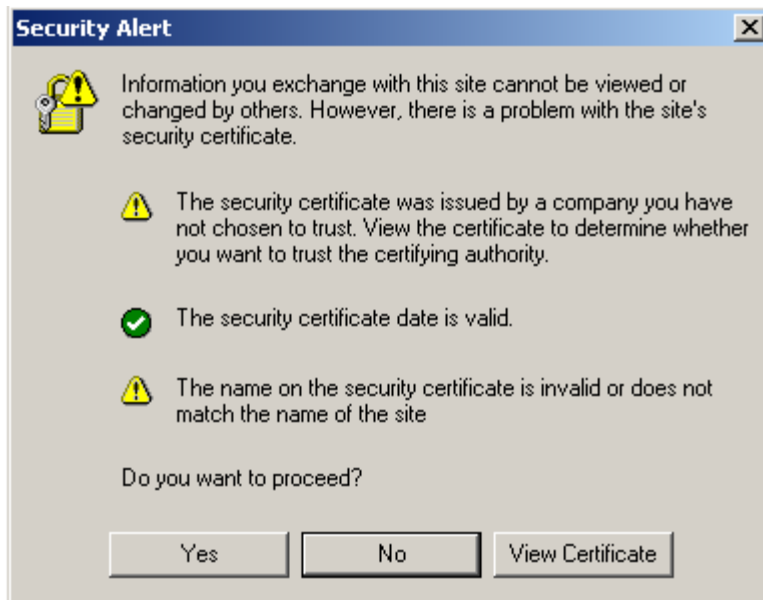 Security Alert
Information you exchange with this site cannot be viewed or
changed by others. However, there is a problem with the site's
security certificate.
The security certificate was issued by a company you have
not chosen to trust. View the certificate to determine whether
you want to trust the certifying authority.
The security certificate date is valid.
The name on the security certificate is invalid or does not
match the name of the site
Do you want to proceed?
Yes
No
View Certificate